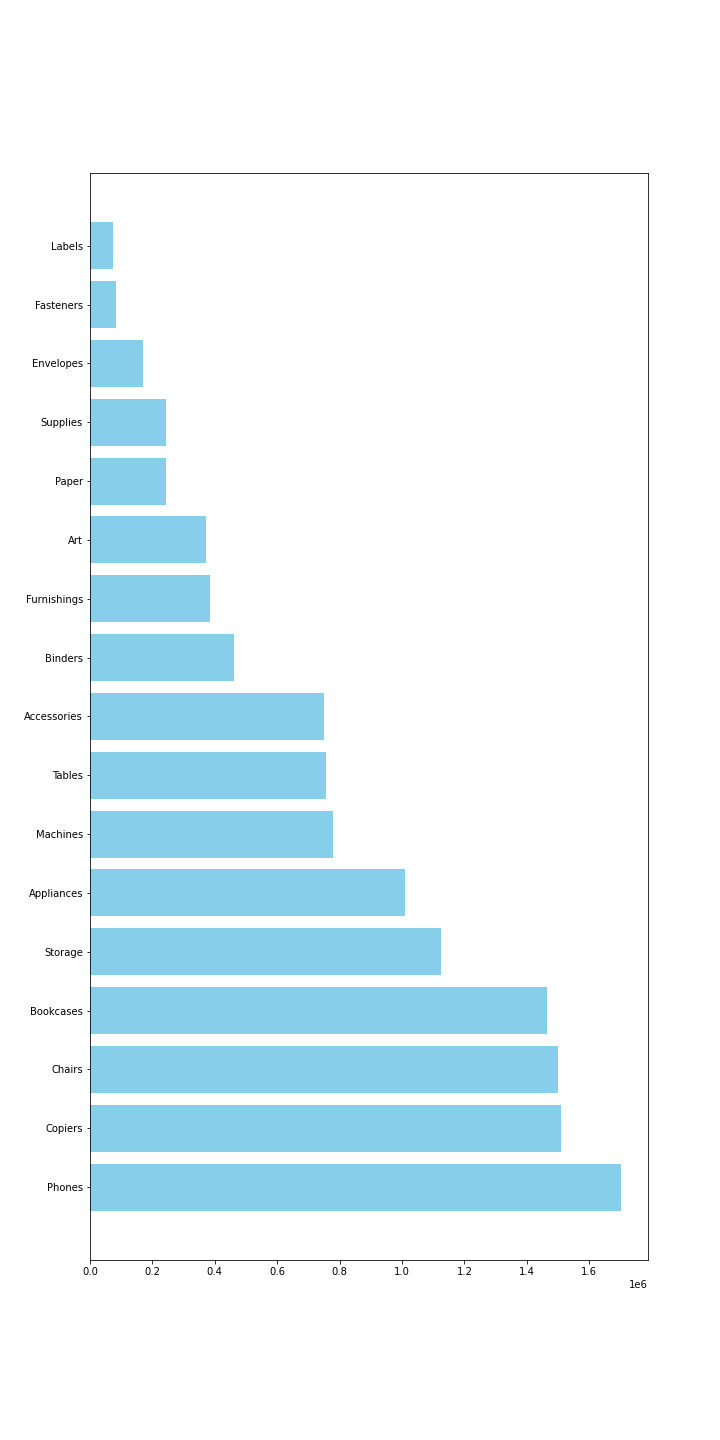 Labels
Fasteners
Envelopes
Supplies
Paper
Art
Furnishings
Binders
Accessories
Tables
Machines
Appliances
Storage
Bookcases
Chairs
Copiers
Phones
0.0 0.2 0.4 0.6 0.8 1.0 1.2 1.4 1.6
1e6